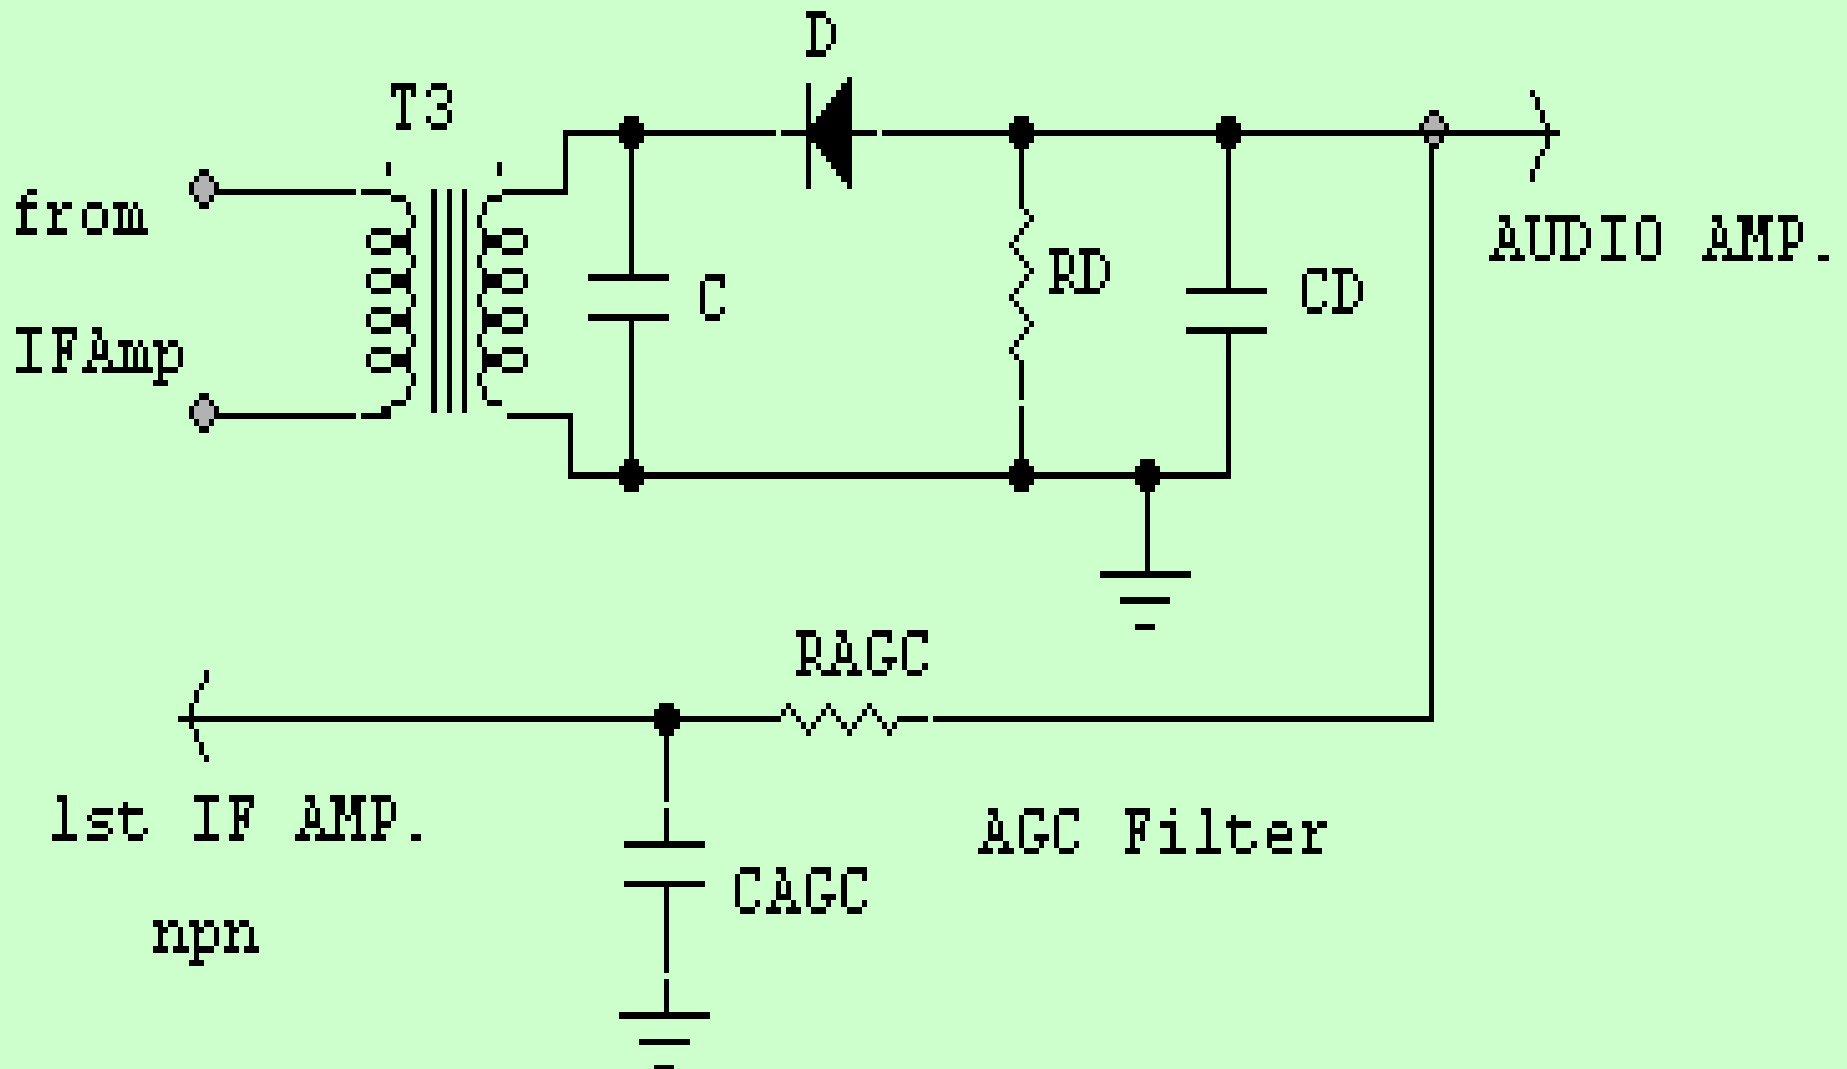 D
T3
from
IFAmp
C
RD
CD
AUDIO AMP.
RAGC
1st IF AMP.
npn
CAGC
AGC Filter